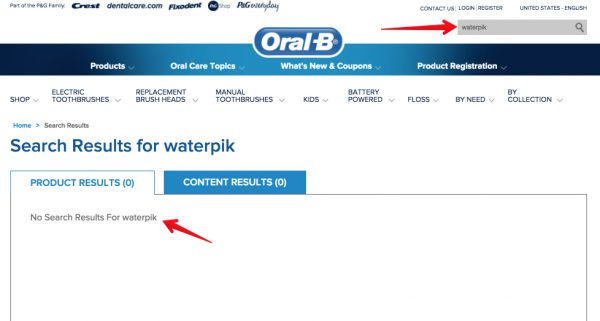 Part of the P&G Family: Crest dentalcare.com Fixodent P&G Shop P&G everyday
CONTACT US LOGIN REGISTER UNITED STATES - ENGLISH
waterpik
Oral-B
Products Oral Care Topics What's New & Coupons Product Registration
SHOP ELECTRIC TOOTHBRUSHES REPLACEMENT BRUSH HEADS MANUAL TOOTHBRUSHES KIDS BATTERY POWERED FLOSS BY NEED BY COLLECTION
Home > Search Results
Search Results for waterpik
PRODUCT RESULTS (0) CONTENT RESULTS (0)
No Search Results For waterpik